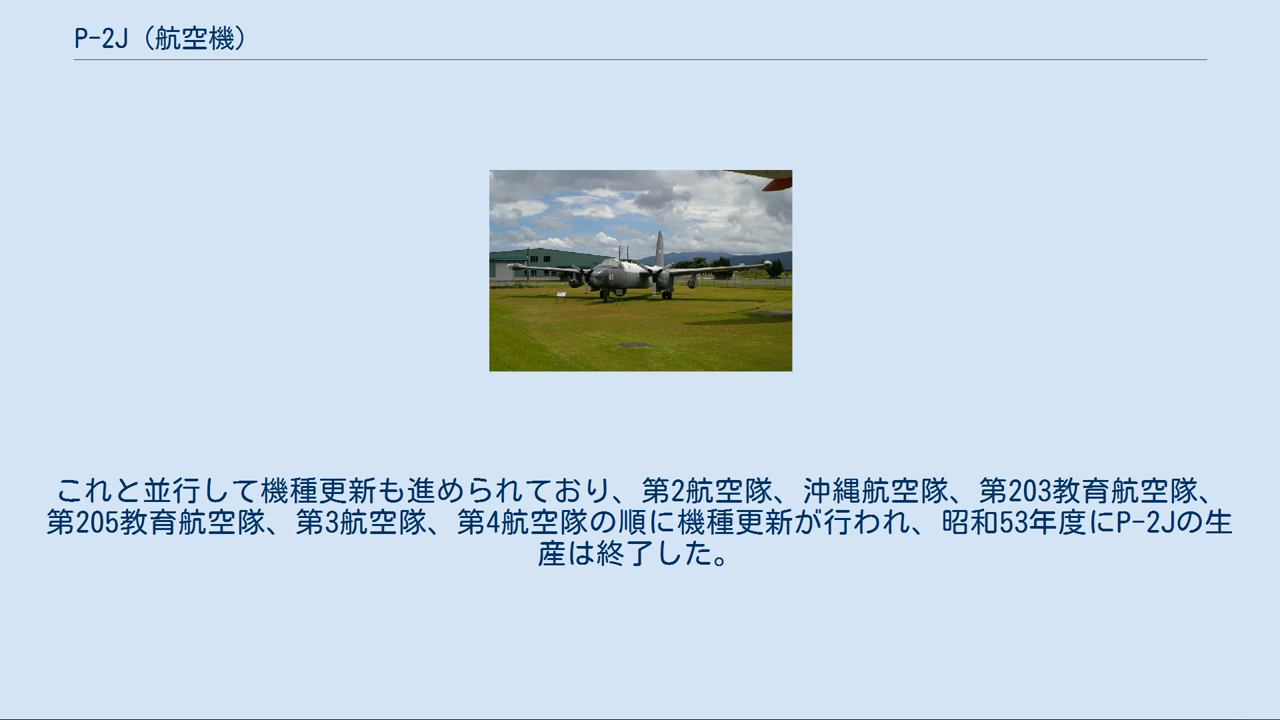 P-2J（航空機）
これと並行して機種更新も進められており、第2航空隊、沖縄航空隊、第203教育航空隊、
第205教育航空隊、第3航空隊、第4航空隊の順に機種更新が行われ、昭和53年度にP-2Jの生
産は終了した。